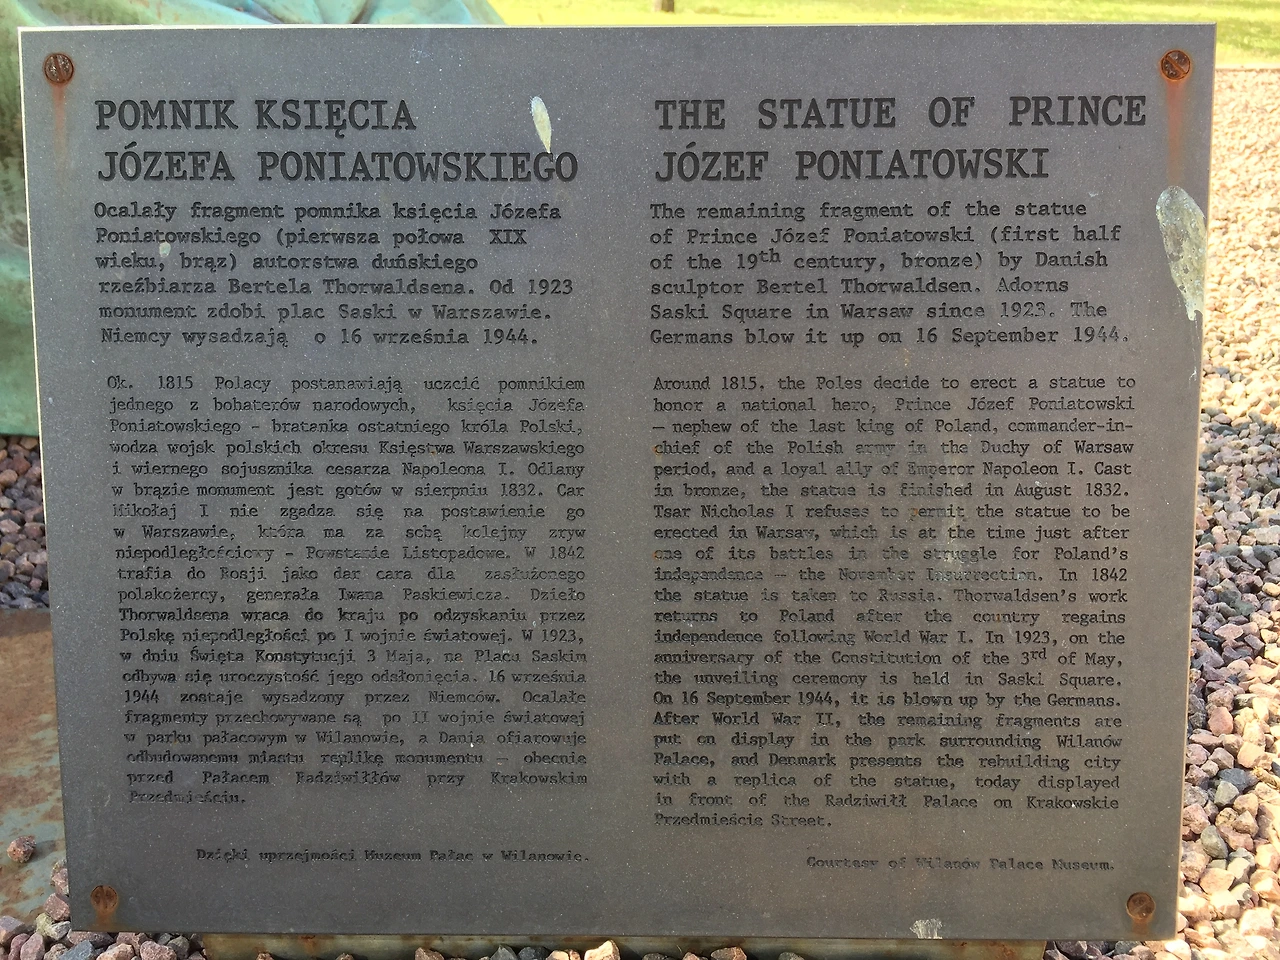 POMNIK KSIĘCIA
JÓZEFA PONIATOWSKIEGO
Ocalały fragment pomnika księcia Józefa
Poniatowskiego (pierwsza połowa XIX
wieku, brąz) autorstwa duńskiego
rzeźbiarza Bertela Thorwaldsena. Od 1923
monument zdobi plac Saski w Warszawie.
Niemcy wysadzają o 16 września 1944.
Ok. 1815 Polacy postanawiają uczcić pomnikiem
jednego z bohaterów narodowych, księcia Józefa
Poniatowskiego – bratanka ostatniego króla Polski,
wodza wojsk polskich okresu Księstwa Warszawskiego
i wiernego sojusznika cesarza Napoleona I. Odlany
w brązie monument jest gotów w sierpniu 1832. Car
Mikołaj I nie zgadza się na postawienie go
w Warszawie, która ma za sobą kolejny zryw
niepodległościowy – Powstanie Listopadowe. W 1842
trafia do Rosji jako dar cara dla zasłużonego
polakożercy, generała Iwana Paskiewicza. Dzieło
Thorwaldsena wraca do kraju po odzyskaniu przez
Polskę niepodległości po I wojnie światowej. W 1923,
w dniu Święta Konstytucji 3 Maja, na Placu Saskim
odbywa się uroczystość jego odsłonięcia. 16 września
1944 zostaje wysadzony przez Niemców. Ocalałe
fragmenty przechowywane są po II wojnie światowej
w parku pałacowym w Wilanowie, a Dania ofiarowuje
odbudowanemu miastu replikę monumentu – obecnie
przed Pałacem Radziwiłłów przy Krakowskim
Przedmieściu.
Dzięki uprzejmości Muzeum Pałac w Wilanowie.
THE STATUE OF PRINCE
JÓZEF PONIATOWSKI
The remaining fragment of the statue
of Prince Józef Poniatowski (first half
of the 19th century, bronze) by Danish
sculptor Bertel Thorwaldsen. Adorns
Saski Square in Warsaw since 1923. The
Germans blow it up on 16 September 1944.
Around 1815, the Poles decide to erect a statue to
honor a national hero, Prince Józef Poniatowski
— nephew of the last king of Poland, commander-in-
chief of the Polish army in the Duchy of Warsaw
period, and a loyal ally of Emperor Napoleon I. Cast
in bronze, the statue is finished in August 1832.
Tsar Nicholas I refuses to permit the statue to be
erected in Warsaw, which is at the time just after
one of its battles in the struggle for Poland's
independence — the November Insurrection. In 1842
the statue is taken to Russia. Thorwaldsen's work
returns to Poland after the country regains
independence following World War I. In 1923, on the
anniversary of the Constitution of the 3rd of May,
the unveiling ceremony is held in Saski Square.
On 16 September 1944, it is blown up by the Germans.
After World War II, the remaining fragments are
put on display in the park surrounding Wilanów
Palace, and Denmark presents the rebuilding city
with a replica of the statue, today displayed
in front of the Radziwiłł Palace on Krakowskie
Przedmieście Street.
Courtesy of Wilanów Palace Museum.